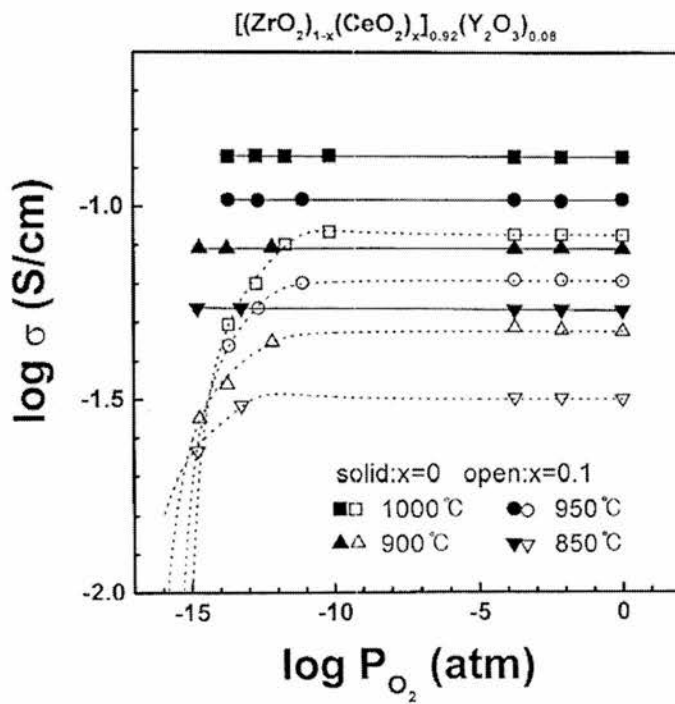 [(ZrO₂)₁₋ₓ(CeO₂)ₓ]₀.₉₂(Y₂O₃)₀.₀₈
log σ (S/cm)
-1.0
-1.5
-2.0
solid:x=0 open:x=0.1
■□ 1000℃ ●○ 950℃
▲△ 900℃ ▼▽ 850℃
-15 -10 -5 0
log P_O₂ (atm)